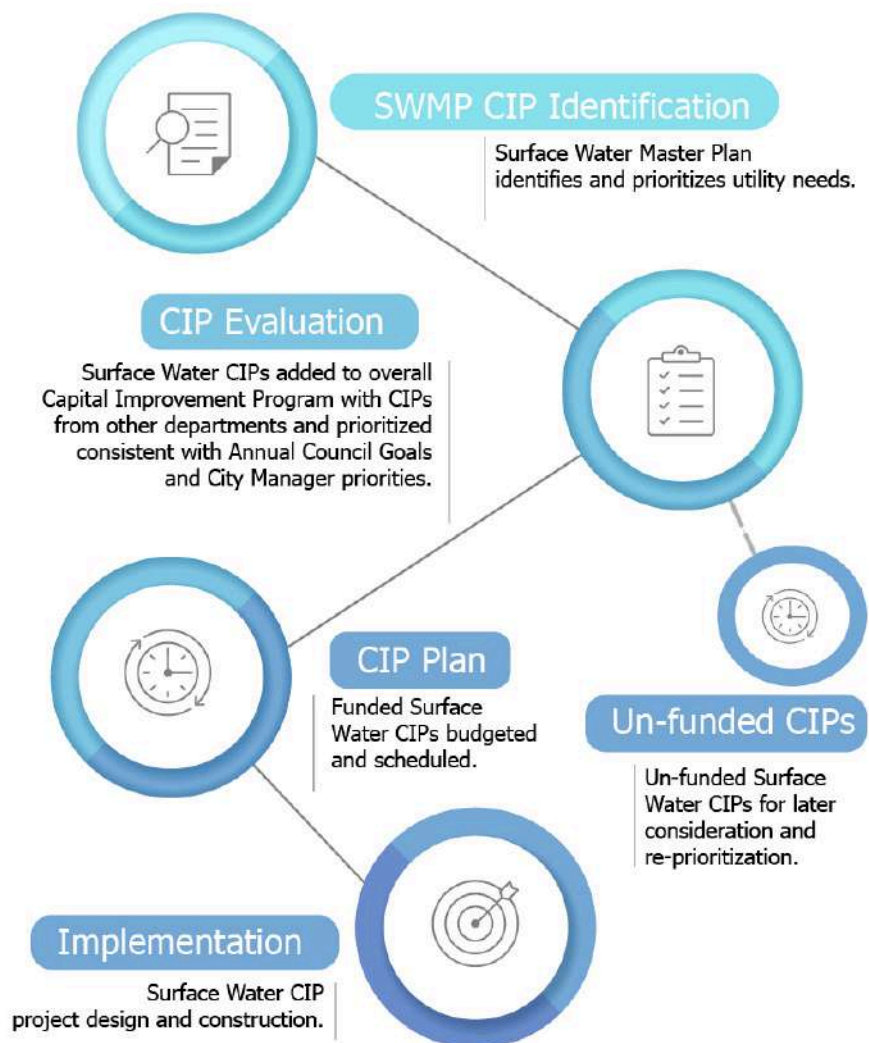 SWMP CIP Identification
Surface Water Master Plan
identifies and prioritizes utility needs.
CIP Evaluation
Surface Water CIPs added to overall
Capital Improvement Program with CIPs
from other departments and prioritized
consistent with Annual Council Goals
and City Manager priorities.
CIP Plan
Funded Surface
Water CIPs budgeted
and scheduled.
Un-funded CIPs
Un-funded Surface
Water CIPs for later
consideration and
re-prioritization.
Implementation
Surface Water CIP
project design and construction.